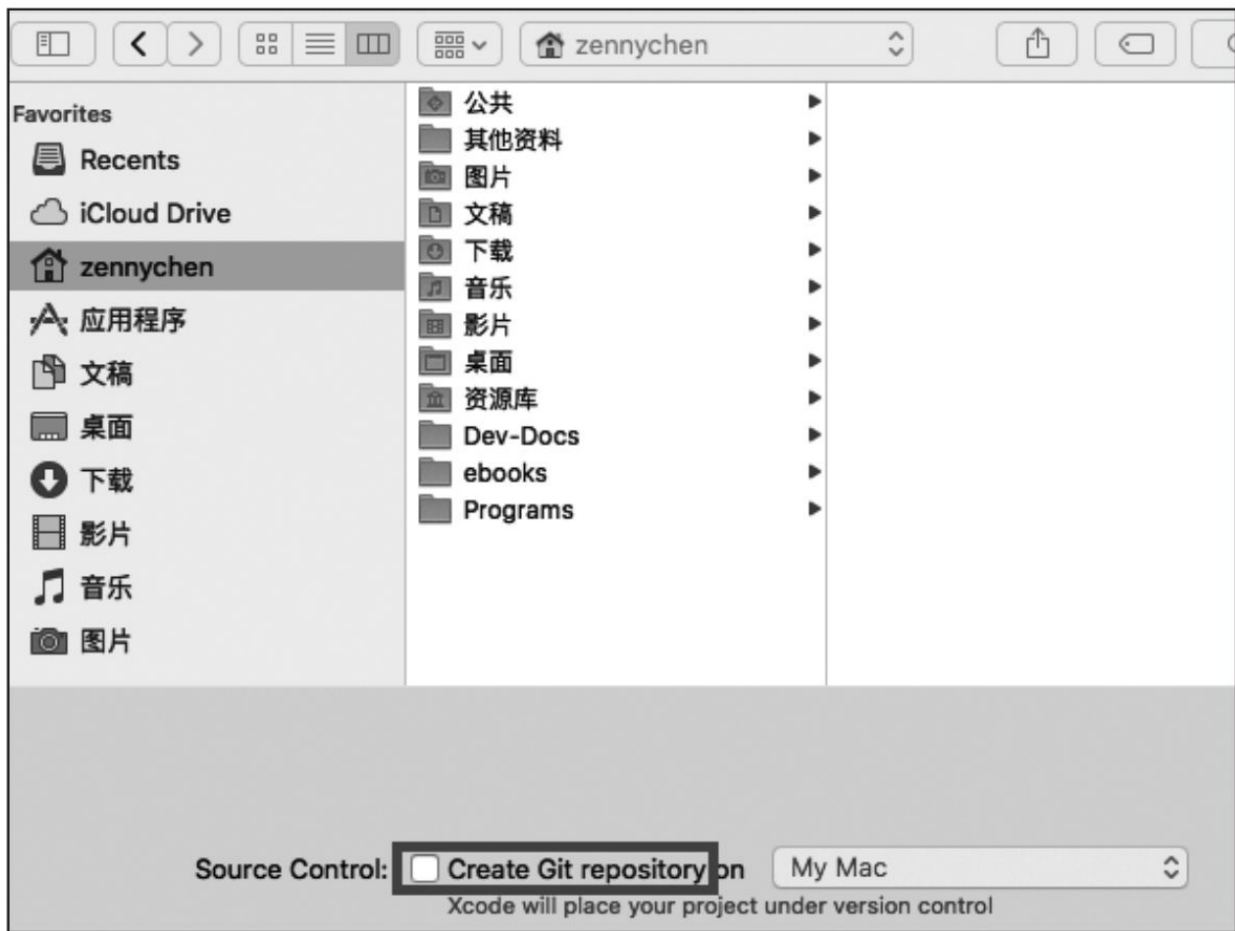 zennychen
Favorites
Recents
iCloud Drive
zennychen
应用程序
文稿
桌面
下载
影片
音乐
图片
公共
其他资料
图片
文稿
下载
音乐
影片
桌面
资源库
Dev-Docs
ebooks
Programs
Source Control: Create Git repository on My Mac
Xcode will place your project under version control